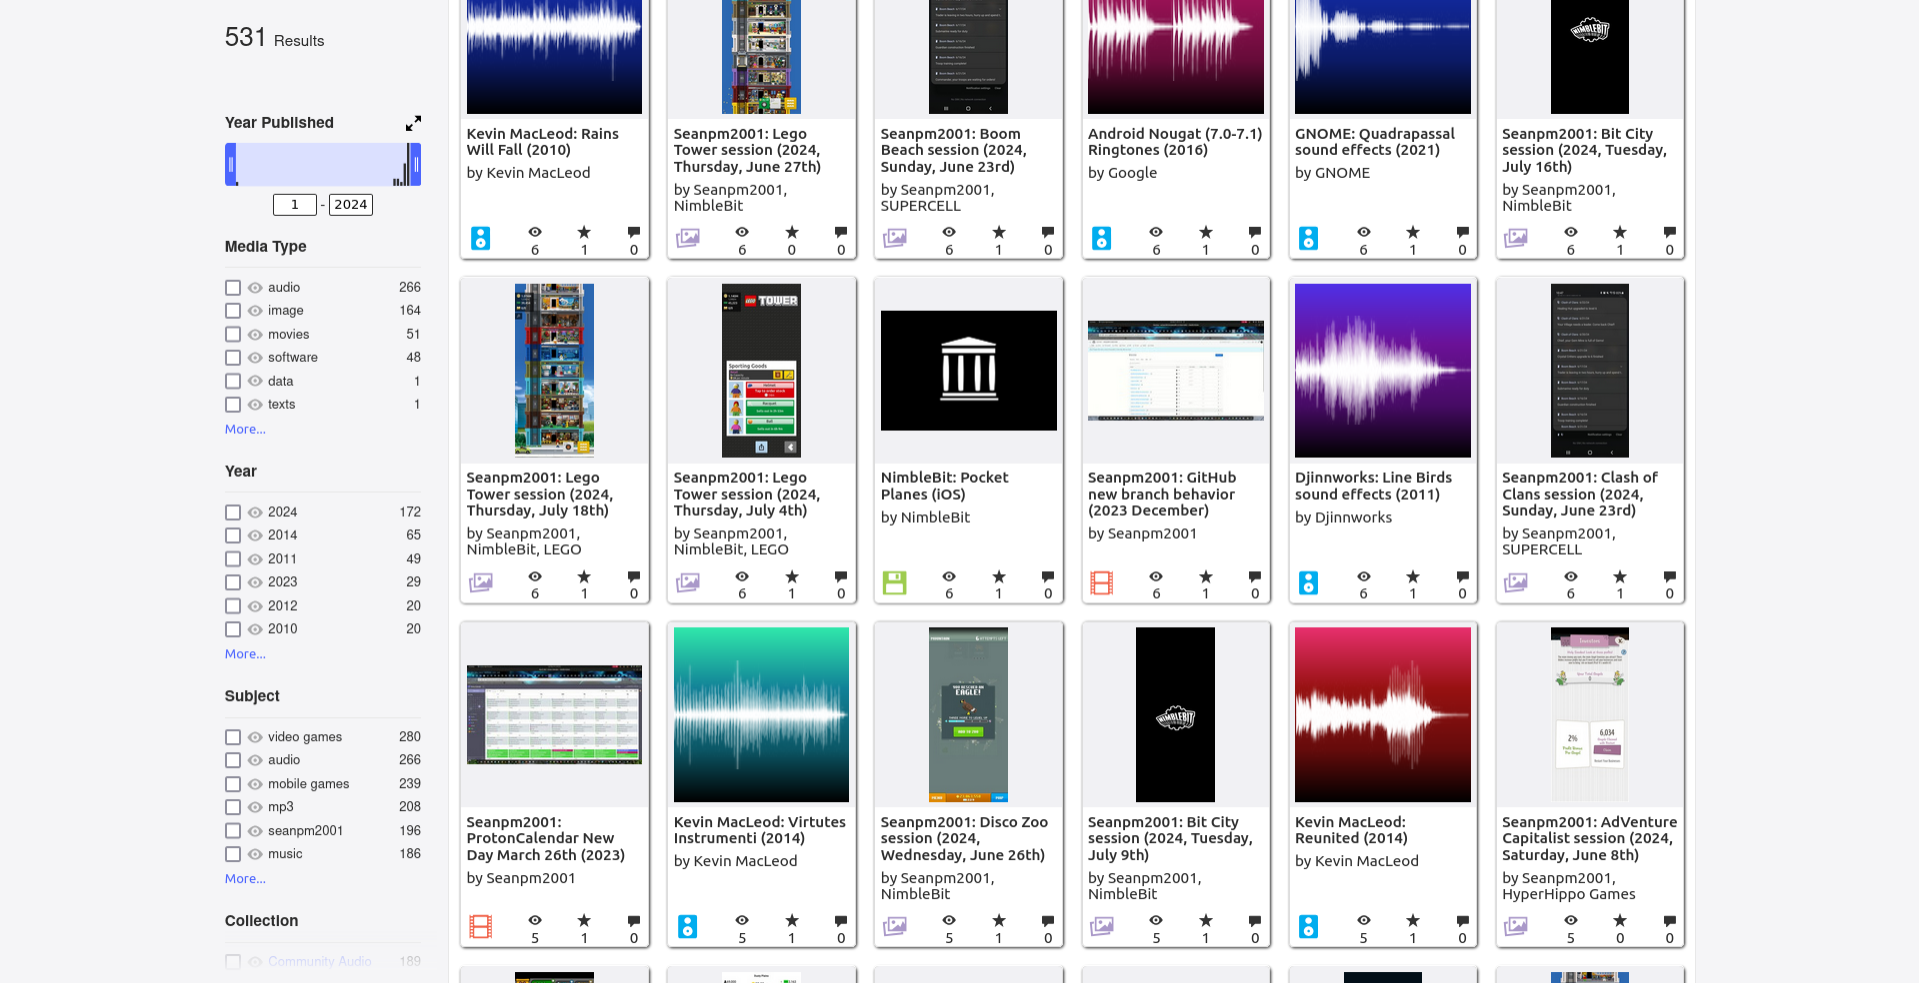 531 Results
Year Published
1 - 2024
Media Type
audio 266
image 164
movies 51
software 48
data 1
texts 1
More...
Year
2024 172
2014 65
2011 49
2023 29
2012 20
2010 20
More...
Subject
video games 280
audio 266
mobile games 239
mp3 208
seanpm2001 196
music 186
More...
Collection
Community Audio 189
Kevin MacLeod: Rains
Will Fall (2010)
by Kevin MacLeod
6 1 0
Seanpm2001: Lego
Tower session (2024,
Thursday, June 27th)
by Seanpm2001,
NimbleBit
6 0 0
Seanpm2001: Boom
Beach session (2024,
Sunday, June 23rd)
by Seanpm2001,
SUPERCELL
6 1 0
Android Nougat (7.0-7.1)
Ringtones (2016)
by Google
6 1 0
GNOME: Quadrapassal
sound effects (2021)
by GNOME
6 1 0
NIMBLEBIT
Seanpm2001: Bit City
session (2024, Tuesday,
July 16th)
by Seanpm2001,
NimbleBit
6 1 0
Seanpm2001: Lego
Tower session (2024,
Thursday, July 18th)
by Seanpm2001,
NimbleBit, LEGO
6 1 0
LEGO TOWER
Sporting Goods
Seanpm2001: Lego
Tower session (2024,
Thursday, July 4th)
by Seanpm2001,
NimbleBit, LEGO
6 1 0
NimbleBit: Pocket
Planes (iOS)
by NimbleBit
6 1 0
Seanpm2001: GitHub
new branch behavior
(2023 December)
by Seanpm2001
6 1 0
Djinnworks: Line Birds
sound effects (2011)
by Djinnworks
6 1 0
Seanpm2001: Clash of
Clans session (2024,
Sunday, June 23rd)
by Seanpm2001,
SUPERCELL
6 1 0
Seanpm2001:
ProtonCalendar New
Day March 26th (2023)
by Seanpm2001
5 1 0
Kevin MacLeod: Virtutes
Instrumenti (2014)
by Kevin MacLeod
5 1 0
EAGLE!
Seanpm2001: Disco Zoo
session (2024,
Wednesday, June 26th)
by Seanpm2001,
NimbleBit
5 1 0
NIMBLEBIT
Seanpm2001: Bit City
session (2024, Tuesday,
July 9th)
by Seanpm2001,
NimbleBit
5 1 0
Kevin MacLeod:
Reunited (2014)
by Kevin MacLeod
5 1 0
2% 6,034
Seanpm2001: AdVenture
Capitalist session (2024,
Saturday, June 8th)
by Seanpm2001,
HyperHippo Games
5 0 0